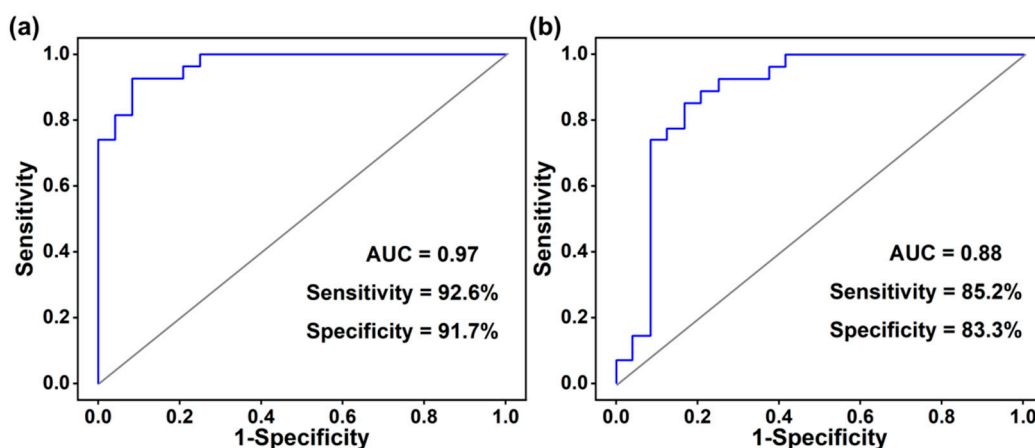 (a)
1.0
0.8
0.6
0.4
0.2
0.0
Sensitivity
AUC = 0.97
Sensitivity = 92.6%
Specificity = 91.7%
0.0 0.2 0.4 0.6 0.8 1.0
1-Specificity
(b)
1.0
0.8
0.6
0.4
0.2
0.0
Sensitivity
AUC = 0.88
Sensitivity = 85.2%
Specificity = 83.3%
0.0 0.2 0.4 0.6 0.8 1.0
1-Specificity